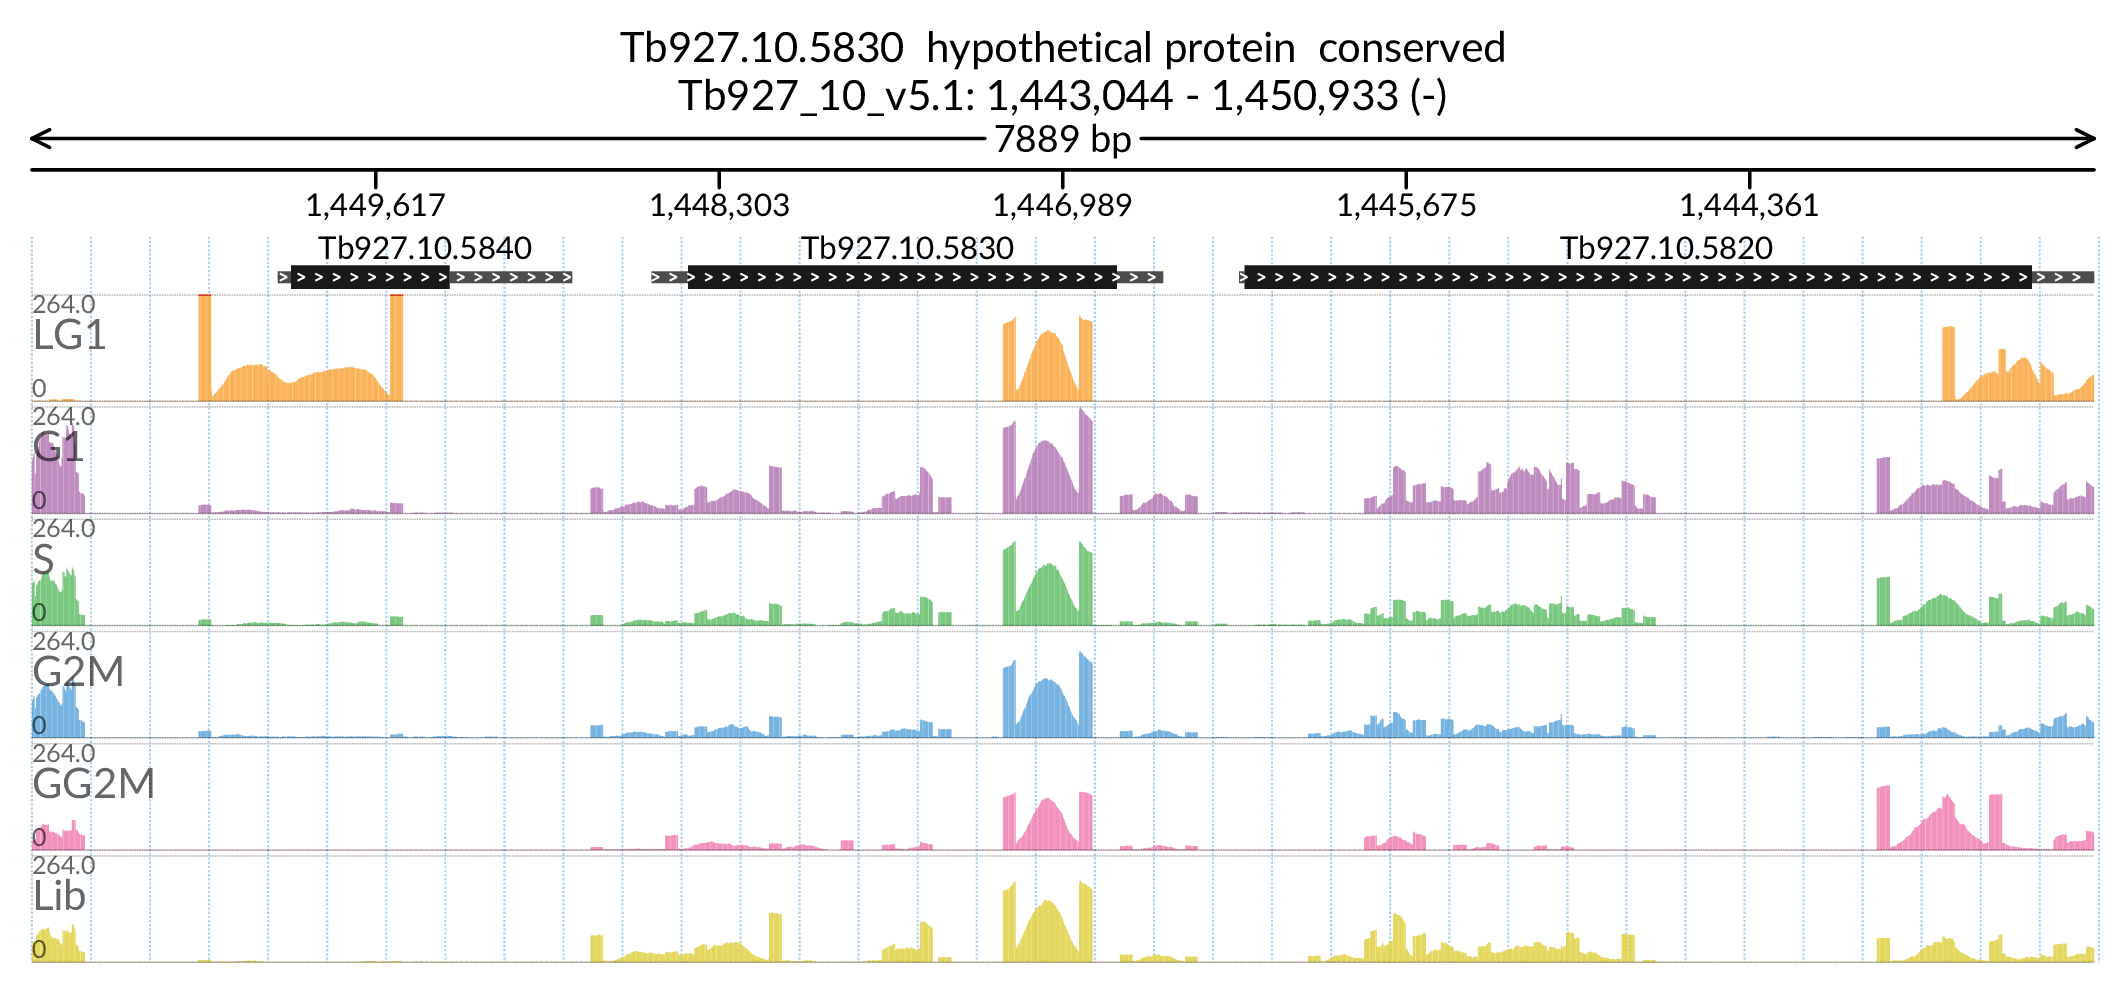 Tb927.10.5830  hypothetical protein  conserved
Tb927_10_v5.1: 1,443,044 - 1,450,933 (-)
7889 bp
1,449,617 1,448,303 1,446,989 1,445,675 1,444,361
Tb927.10.5840 Tb927.10.5830 Tb927.10.5820
264.0
LG1
0
264.0
G1
0
264.0
S
0
264.0
G2M
0
264.0
GG2M
0
264.0
Lib
0